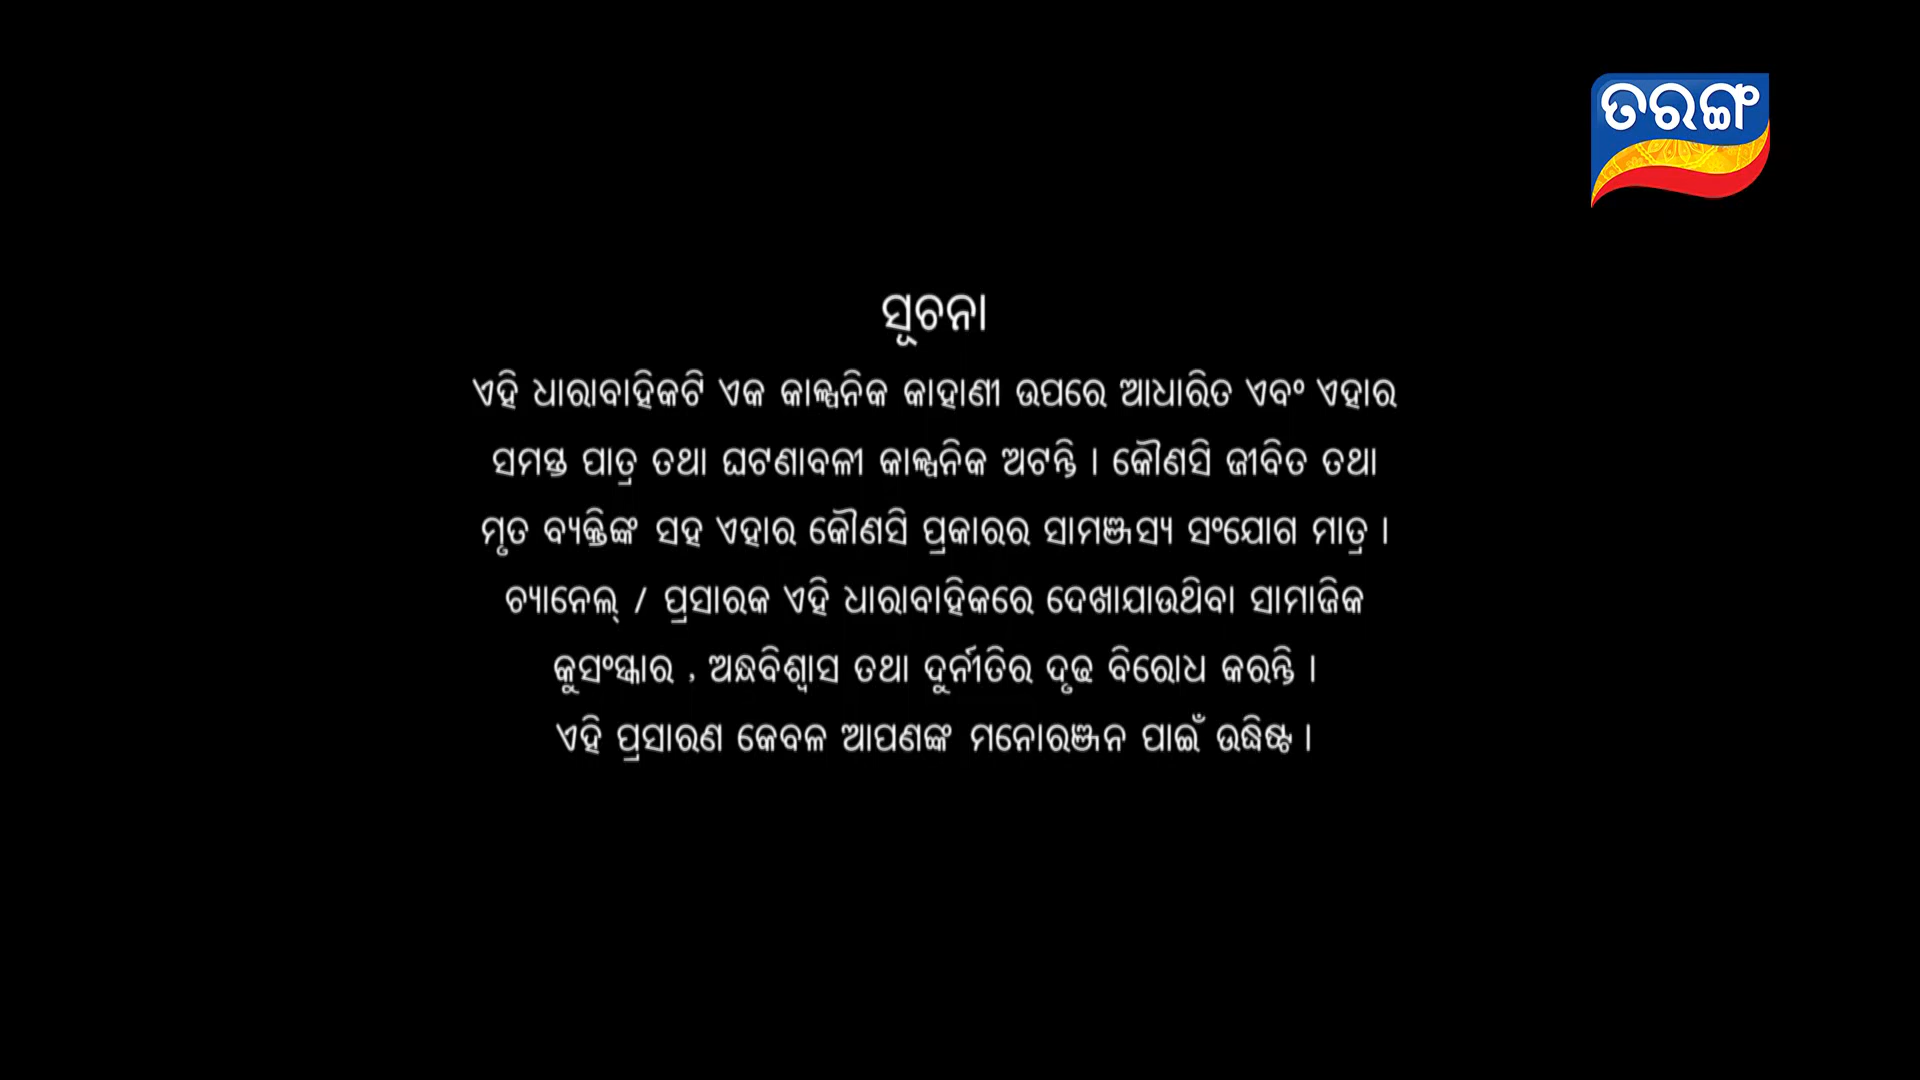 ତରଙ୍ଗ
ସୂଚନା
ଏହି ଧାରାବାହିକଟି ଏକ କାଳ୍ପନିକ କାହାଣୀ ଉପରେ ଆଧାରିତ ଏବଂ ଏହାର
ସମସ୍ତ ପାତ୍ର ତଥା ଘଟଣାବଳୀ କାଳ୍ପନିକ ଅଟନ୍ତି । କୌଣସି ଜୀବିତ ତଥା
ମୃତ ବ୍ୟକ୍ତିଙ୍କ ସହ ଏହାର କୌଣସି ପ୍ରକାରର ସାମଞ୍ଜସ୍ୟ ସଂଯୋଗ ମାତ୍ର ।
ଚ୍ୟାନେଲ୍ / ପ୍ରସାରକ ଏହି ଧାରାବାହିକରେ ଦେଖାଯାଉଥିବା ସାମାଜିକ
କୁସଂସ୍କାର , ଅନ୍ଧବିଶ୍ୱାସ ତଥା ଦୁର୍ନୀତିର ଦୃଢ ବିରୋଧ କରନ୍ତି ।
ଏହି ପ୍ରସାରଣ କେବଳ ଆପଣଙ୍କ ମନୋରଞ୍ଜନ ପାଇଁ ଉଦ୍ଧିଷ୍ଟ ।